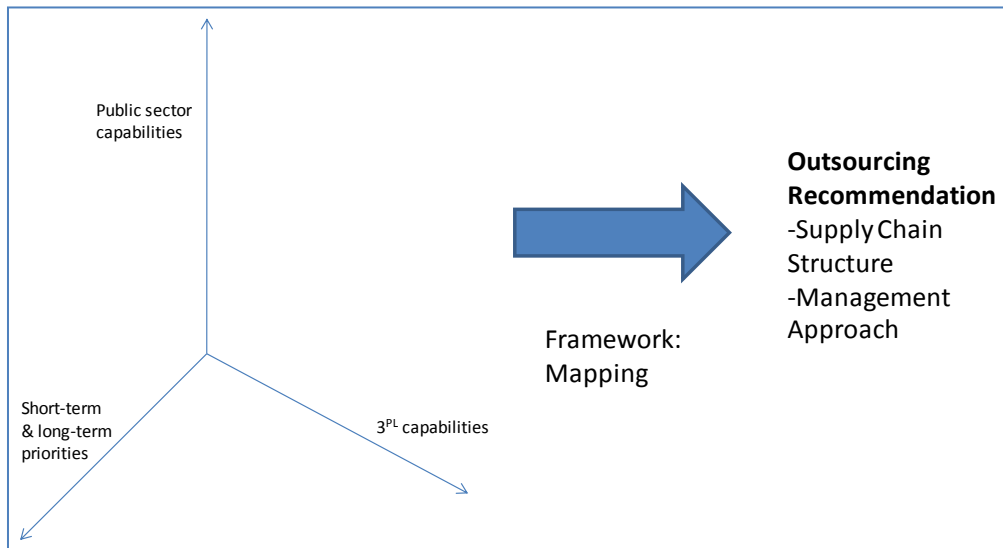 Public sector
capabilities
Short-term
& long-term
priorities
3PL capabilities
Framework:
Mapping
Outsourcing
Recommendation
-Supply Chain
Structure
-Management
Approach